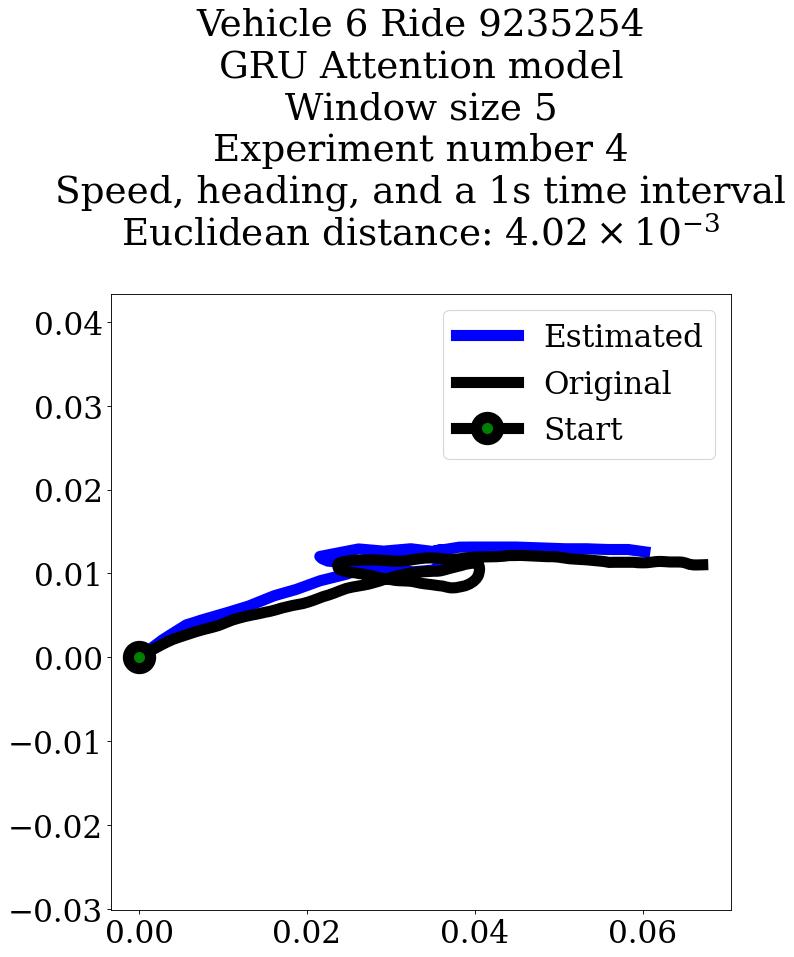 Vehicle 6 Ride 9235254
GRU Attention model
Window size 5
Experiment number 4
Speed, heading, and a 1s time interval
Euclidean distance: 4.02 × 10⁻³
Estimated
Original
Start
0.04
0.03
0.02
0.01
0.00
−0.01
−0.02
−0.03
0.00 0.02 0.04 0.06